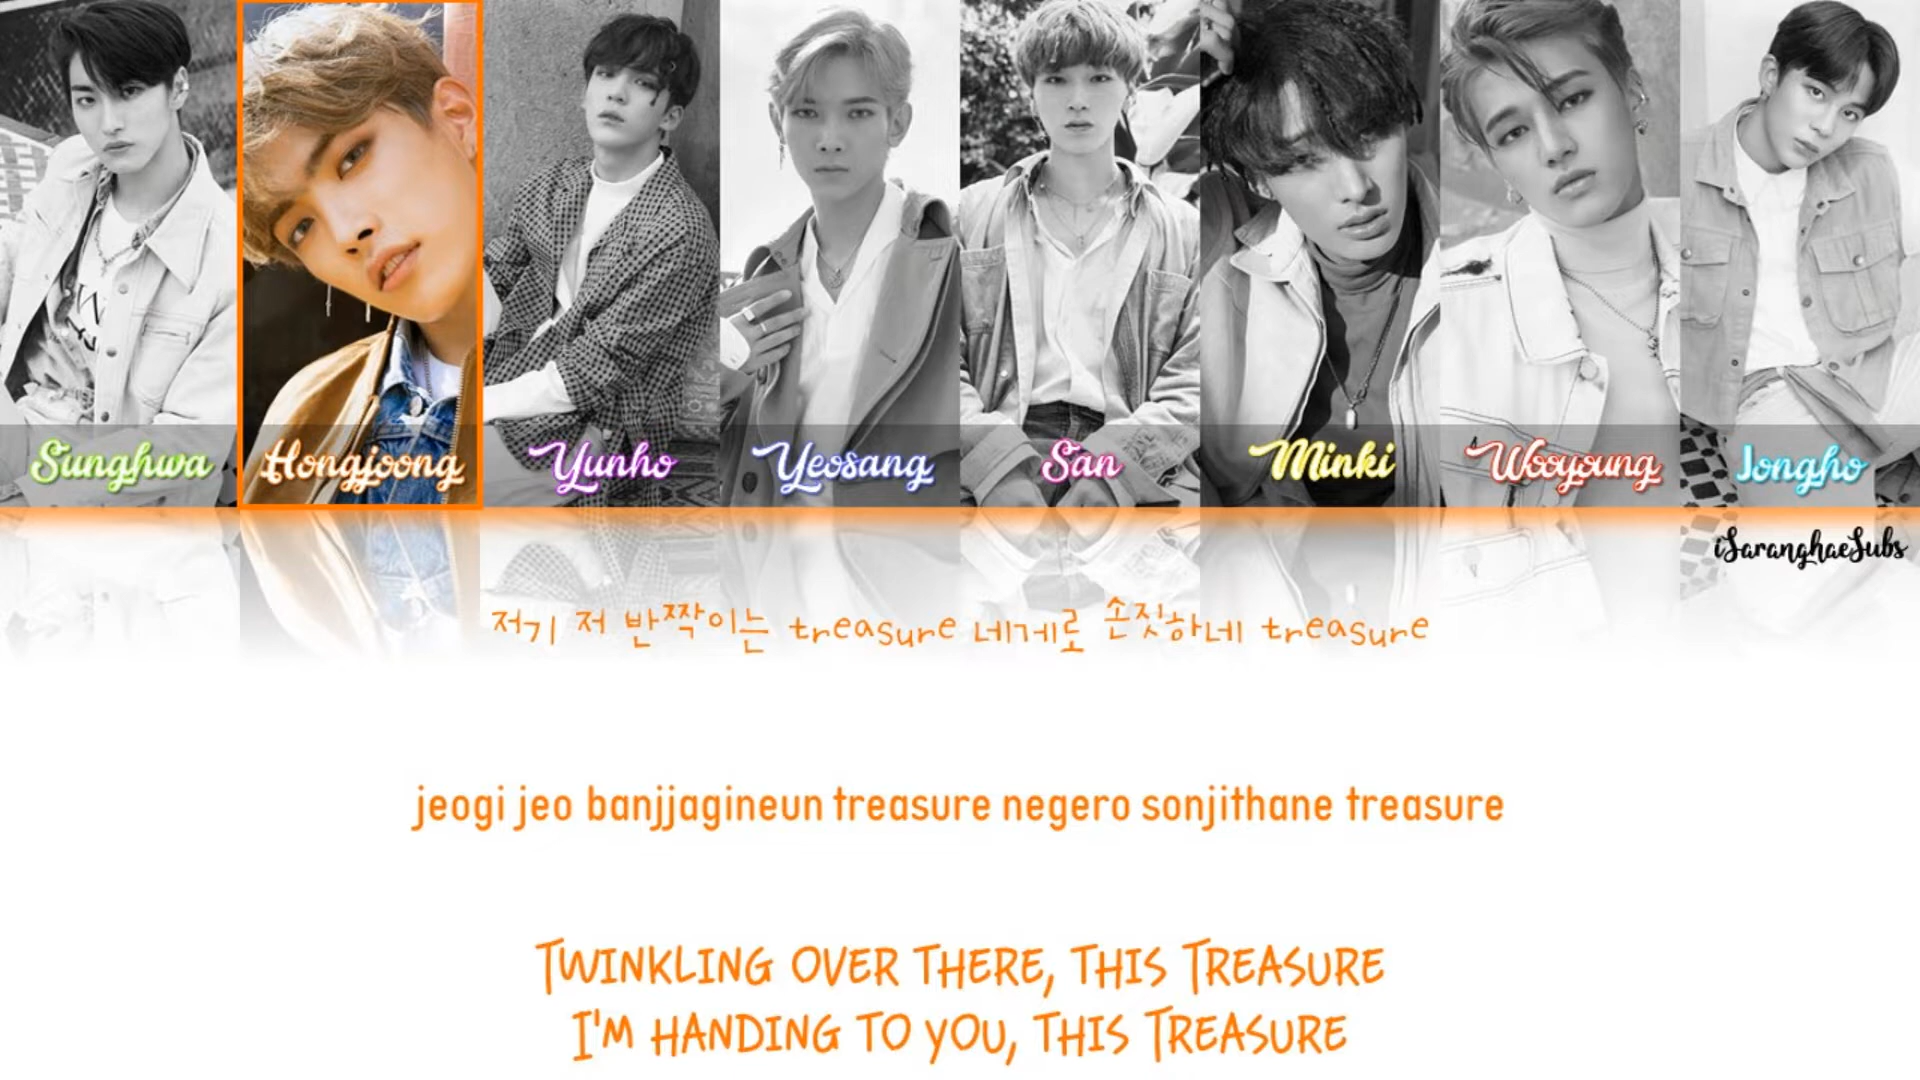 Sunghwa Hongjoong Yunho Yeosang San Minki Wooyoung Jongho
iSaranghaeSubs
저기 저 반짝이는 treasure 네게로 손짓하네 treasure
jeogi jeo banjjagineun treasure negero sonjithane treasure
TWINKLING OVER THERE, THIS TREASURE
I'M HANDING TO YOU, THIS TREASURE